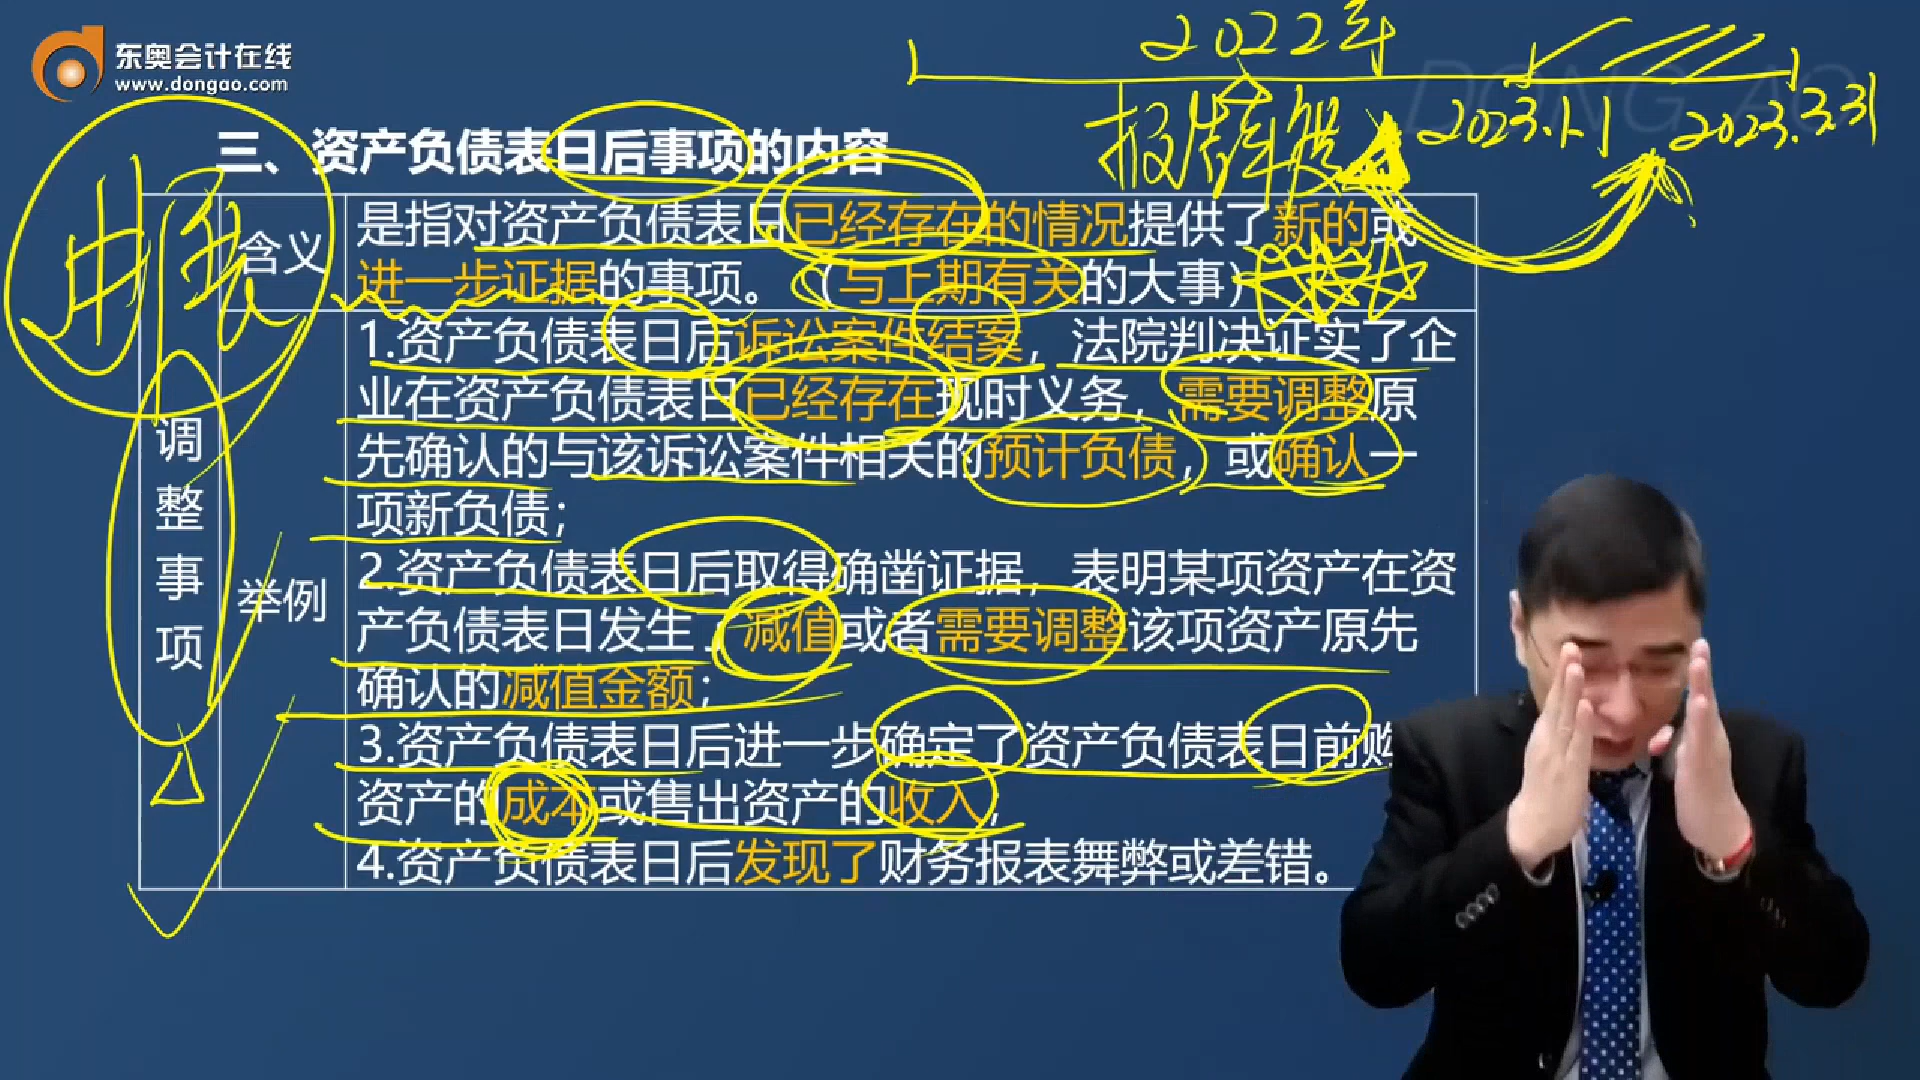 东奥会计在线
www.dongao.com
2022年
2023.1.1
2023.3.31
DONG AO
三、资产负债表日后事项的内容
含义
是指对资产负债表日已经存在的情况提供了新的或
进一步证据的事项。（与上期有关的大事）
调整事项
举例
1.资产负债表日后诉讼案件结案，法院判决证实了企
业在资产负债表日已经存在现时义务，需要调整原
先确认的与该诉讼案件相关的预计负债，或确认一
项新负债；
2.资产负债表日后取得确凿证据，表明某项资产在资
产负债表日发生了减值或者需要调整该项资产原先
确认的减值金额；
3.资产负债表日后进一步确定了资产负债表日前购
资产的成本或售出资产的收入；
4.资产负债表日后发现了财务报表舞弊或差错。